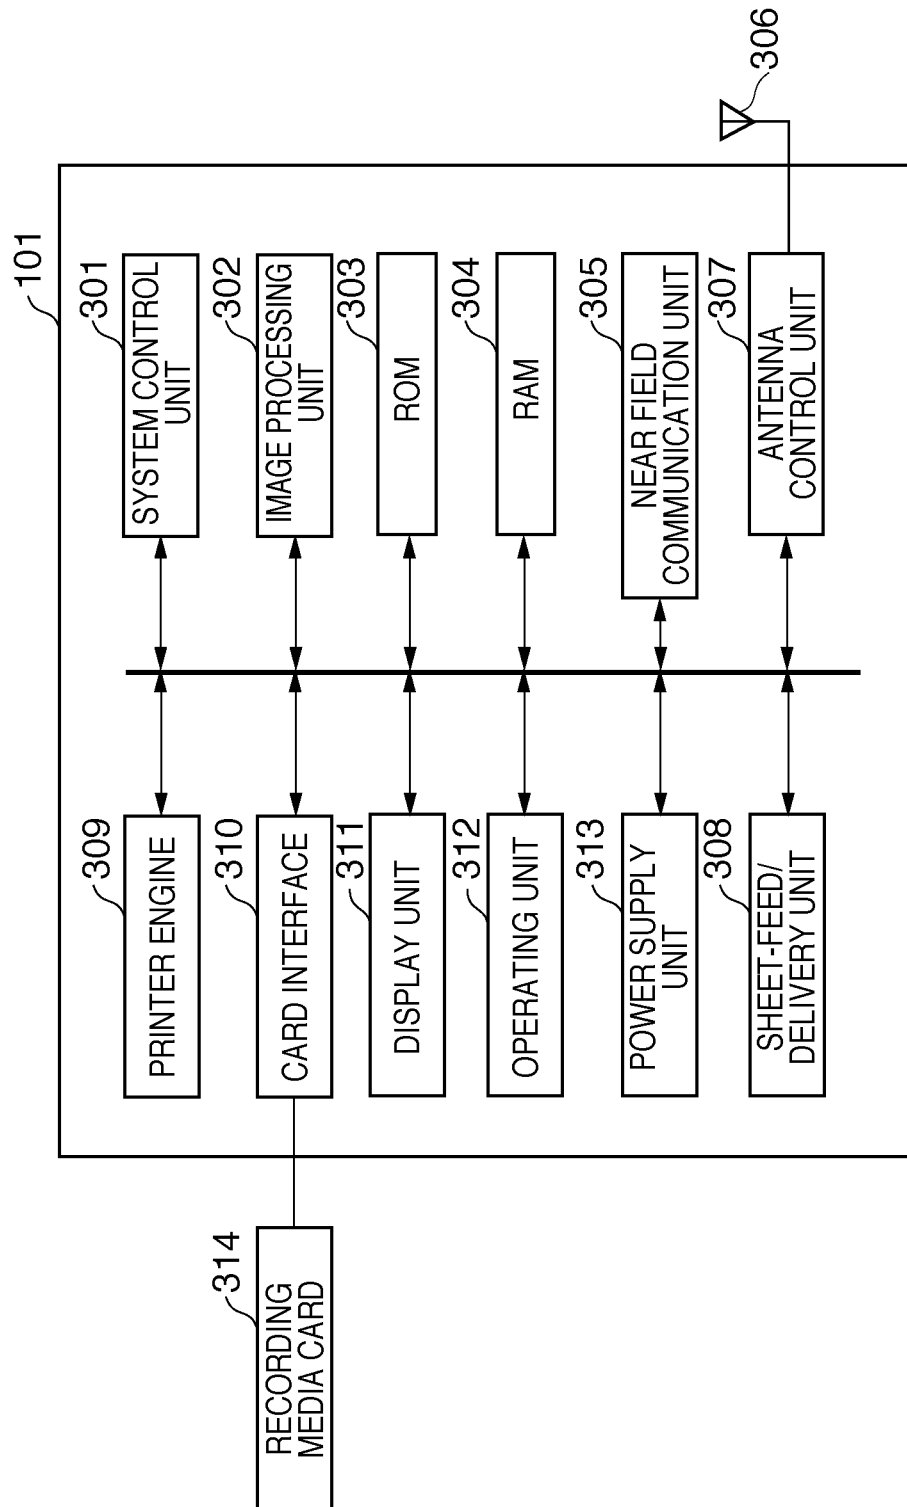 101
314
RECORDING
MEDIA CARD
309
PRINTER ENGINE
310
CARD INTERFACE
311
DISPLAY UNIT
312
OPERATING UNIT
313
POWER SUPPLY
UNIT
308
SHEET-FEED/
DELIVERY UNIT
301
SYSTEM CONTROL
UNIT
302
IMAGE PROCESSING
UNIT
303
ROM
304
RAM
305
NEAR FIELD
COMMUNICATION UNIT
307
ANTENNA
CONTROL UNIT
306